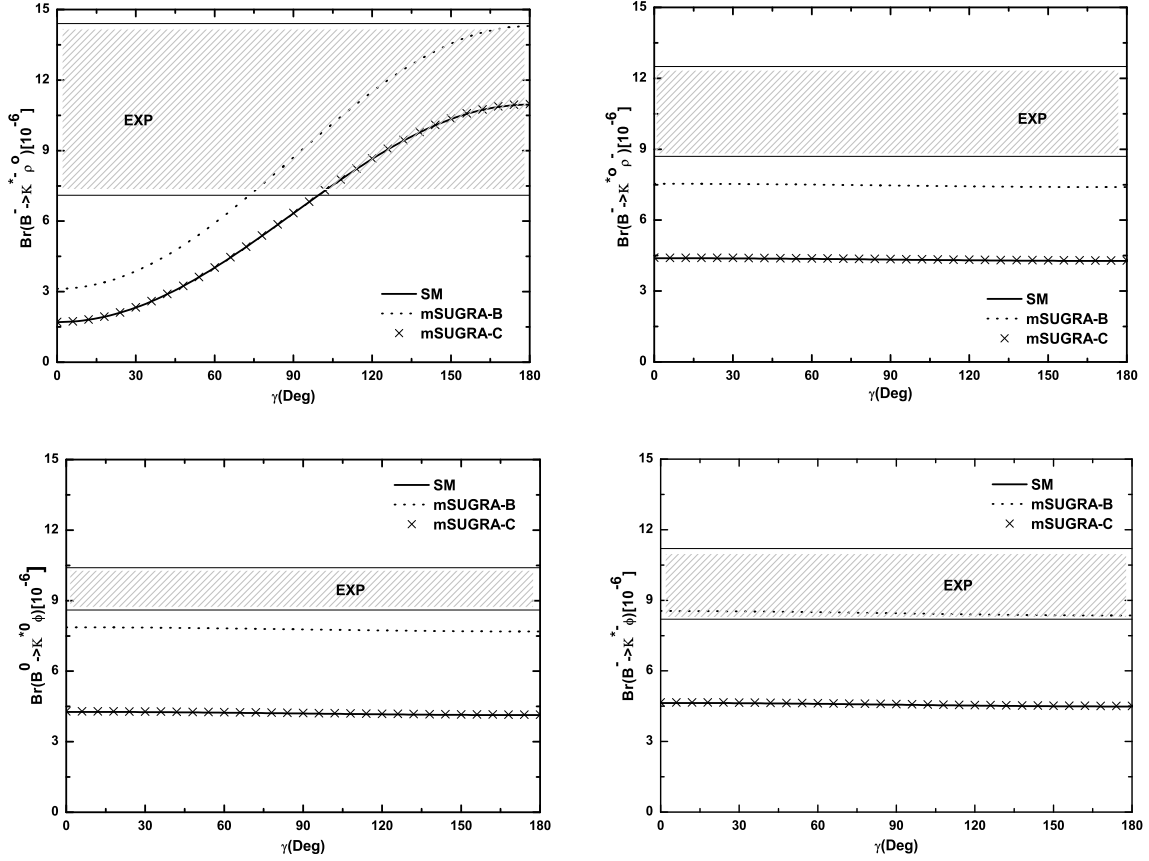 Br(B⁻->K*⁻ρ⁰)[10⁻⁶]
15
12
9
6
3
0
EXP
SM
mSUGRA-B
mSUGRA-C
0 30 60 90 120 150 180
γ(Deg)
Br(B⁻->K*⁰ρ⁻)[10⁻⁶]
15
12
9
6
3
0
EXP
SM
mSUGRA-B
mSUGRA-C
0 30 60 90 120 150 180
γ(Deg)
Br(B⁰->K*⁰ϕ)[10⁻⁶]
15
12
9
6
3
0
SM
mSUGRA-B
mSUGRA-C
EXP
0 30 60 90 120 150 180
γ(Deg)
Br(B⁻->K*⁻ϕ)[10⁻⁶]
15
12
9
6
3
0
SM
mSUGRA-B
mSUGRA-C
EXP
0 30 60 90 120 150 180
γ(Deg)